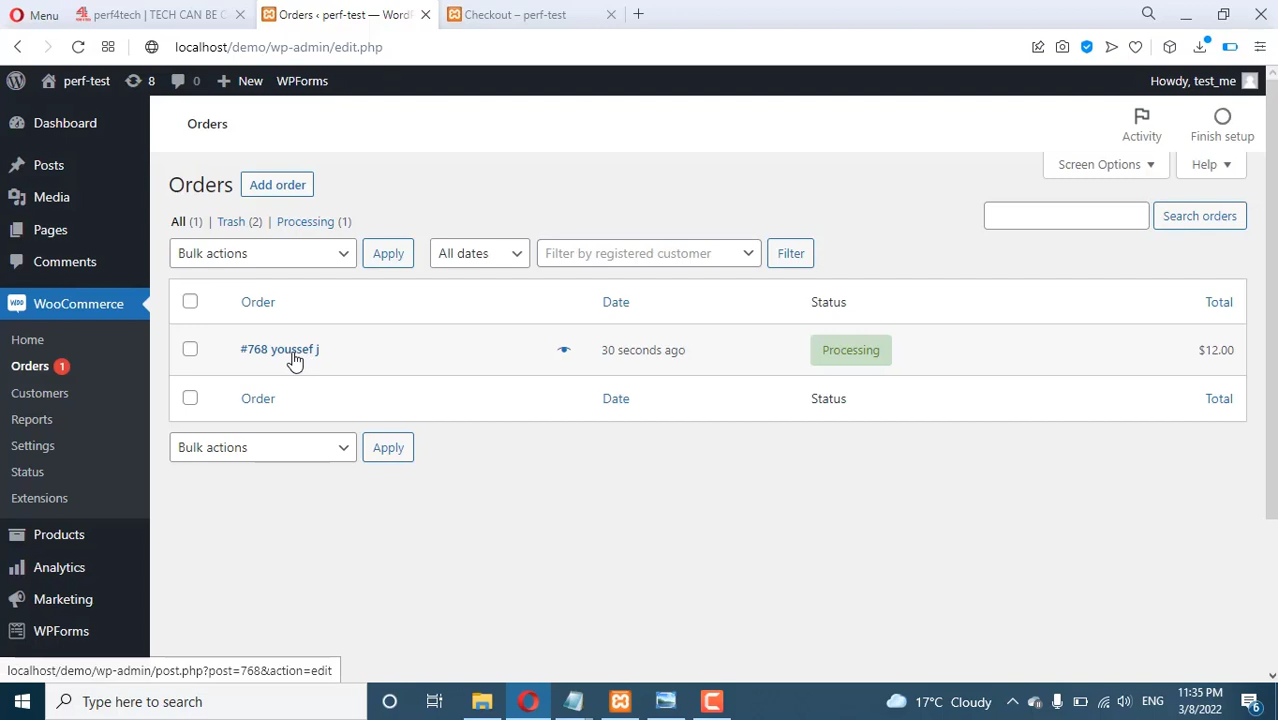 Menu
perf4tech | TECH CAN BE C
Orders ‹ perf-test — WordP
Checkout – perf-test
localhost/demo/wp-admin/edit.php
perf-test
8
0
New
WPForms
Howdy, test_me
Dashboard
Posts
Media
Pages
Comments
WooCommerce
Home
Orders 1
Customers
Reports
Settings
Status
Extensions
Products
Analytics
Marketing
WPForms
Orders
Activity
Finish setup
Screen Options
Help
Orders
Add order
All (1) | Trash (2) | Processing (1)
Search orders
Bulk actions
Apply
All dates
Filter by registered customer
Filter
Order
Date
Status
Total
#768 youssef j
30 seconds ago
Processing
$12.00
Order
Date
Status
Total
Bulk actions
Apply
localhost/demo/wp-admin/post.php?post=768&action=edit
Type here to search
17°C Cloudy
ENG
11:35 PM
3/8/2022
6